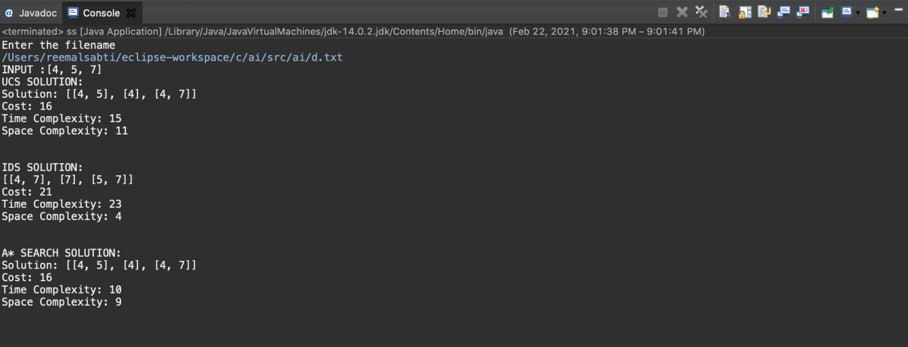 Javadoc Console
<terminated> ss [Java Application] /Library/Java/JavaVirtualMachines/jdk-14.0.2.jdk/Contents/Home/bin/java (Feb 22, 2021, 9:01:38 PM – 9:01:41 PM)
Enter the filename
/Users/reemalsabti/eclipse-workspace/c/ai/src/ai/d.txt
INPUT :[4, 5, 7]
UCS SOLUTION:
Solution: [[4, 5], [4], [4, 7]]
Cost: 16
Time Complexity: 15
Space Complexity: 11
IDS SOLUTION:
[[4, 7], [7], [5, 7]]
Cost: 21
Time Complexity: 23
Space Complexity: 4
A* SEARCH SOLUTION:
Solution: [[4, 5], [4], [4, 7]]
Cost: 16
Time Complexity: 10
Space Complexity: 9